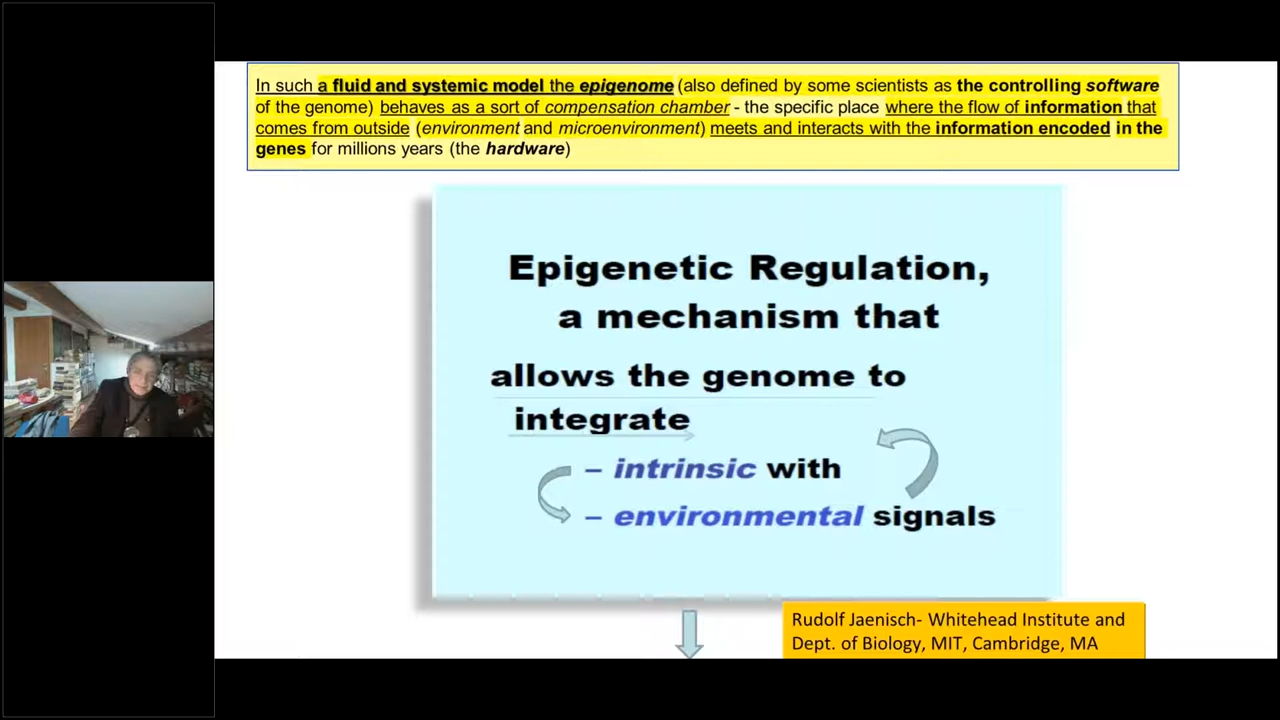 In such a fluid and systemic model the epigenome (also defined by some scientists as the controlling software
of the genome) behaves as a sort of compensation chamber - the specific place where the flow of information that
comes from outside (environment and microenvironment) meets and interacts with the information encoded in the
genes for millions years (the hardware)
Epigenetic Regulation,
a mechanism that
allows the genome to
integrate
– intrinsic with
– environmental signals
Rudolf Jaenisch- Whitehead Institute and
Dept. of Biology, MIT, Cambridge, MA